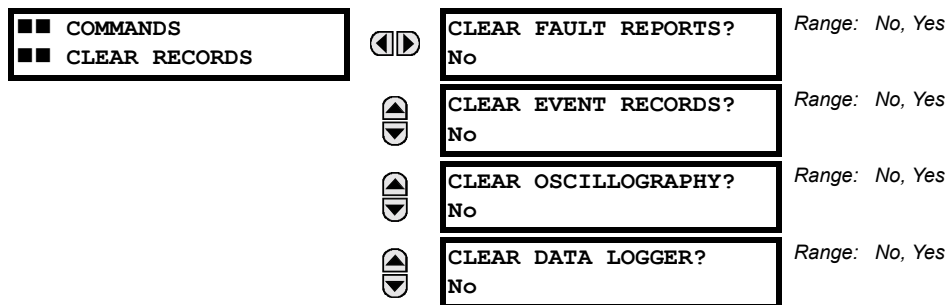 ■■ COMMANDS
■■ CLEAR RECORDS
CLEAR FAULT REPORTS?
No
Range: No, Yes
CLEAR EVENT RECORDS?
No
Range: No, Yes
CLEAR OSCILLOGRAPHY?
No
Range: No, Yes
CLEAR DATA LOGGER?
No
Range: No, Yes